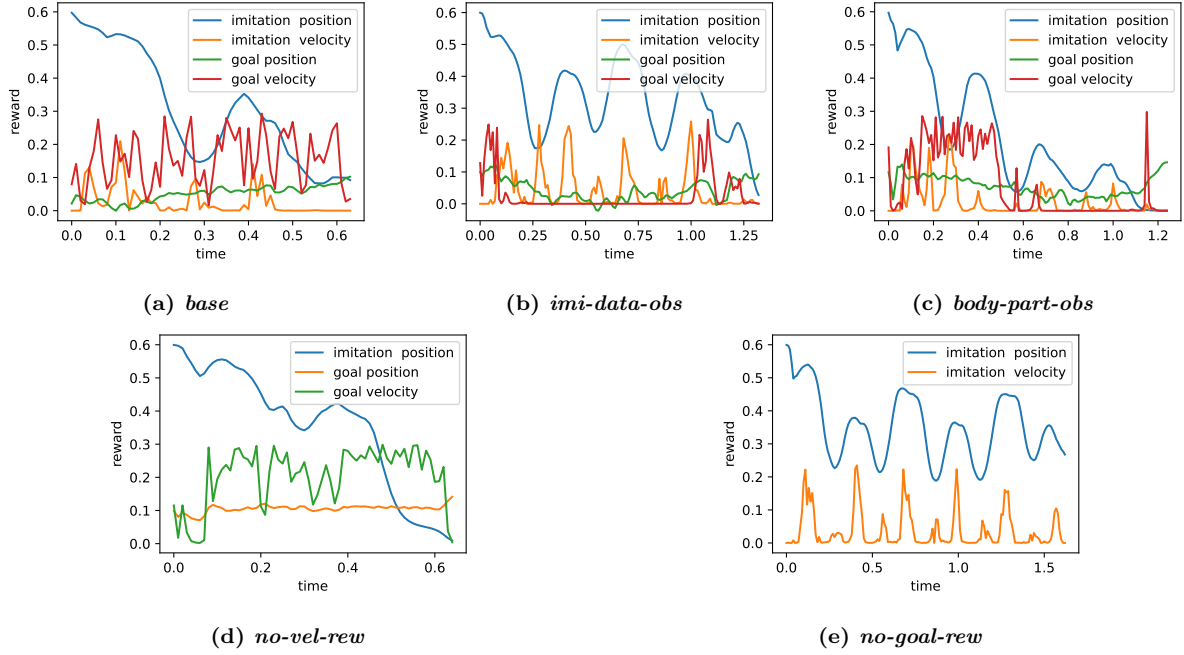 imitation position
imitation velocity
goal position
goal velocity
reward
0.6
0.5
0.4
0.3
0.2
0.1
0.0
0.0 0.1 0.2 0.3 0.4 0.5 0.6
time
(a) base
imitation position
imitation velocity
goal position
goal velocity
reward
0.6
0.5
0.4
0.3
0.2
0.1
0.0
0.00 0.25 0.50 0.75 1.00 1.25
time
(b) imi-data-obs
imitation position
imitation velocity
goal position
goal velocity
reward
0.6
0.5
0.4
0.3
0.2
0.1
0.0
0.0 0.2 0.4 0.6 0.8 1.0 1.2
time
(c) body-part-obs
imitation position
goal position
goal velocity
reward
0.6
0.5
0.4
0.3
0.2
0.1
0.0
0.0 0.2 0.4 0.6
time
(d) no-vel-rew
imitation position
imitation velocity
reward
0.6
0.5
0.4
0.3
0.2
0.1
0.0
0.0 0.5 1.0 1.5
time
(e) no-goal-rew